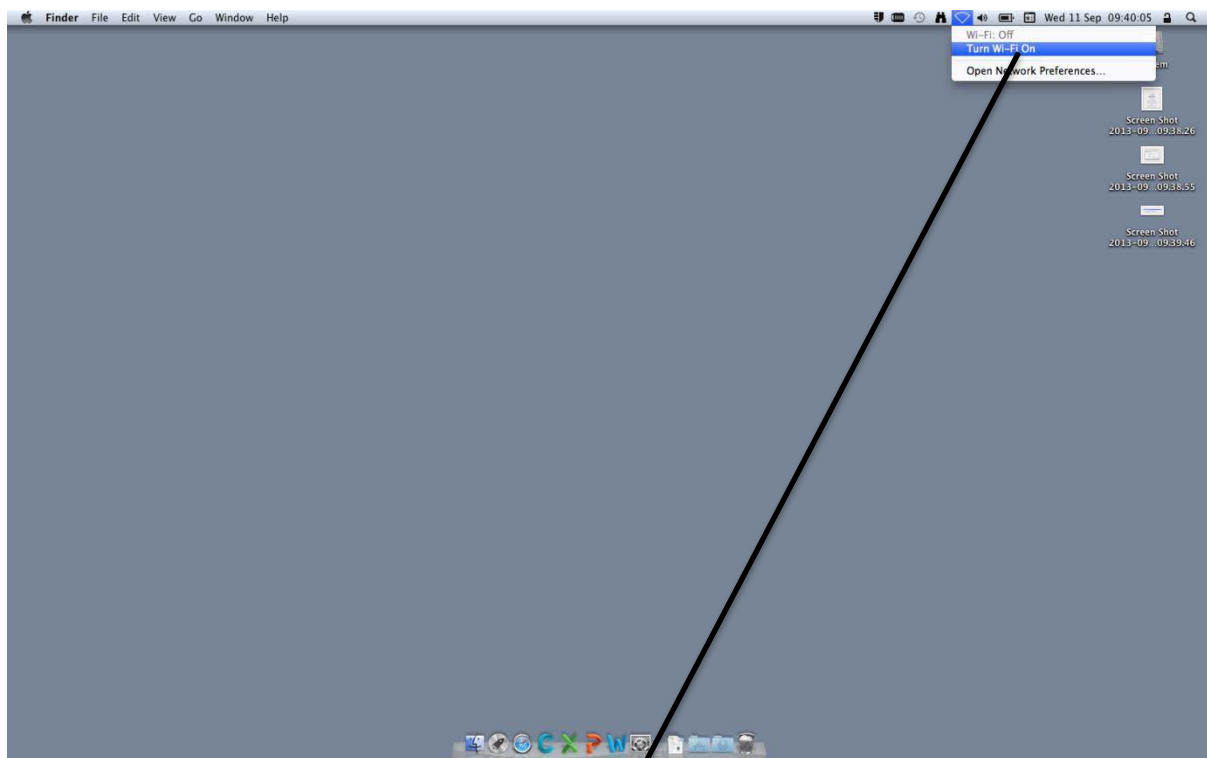 Finder File Edit View Go Window Help Wed 11 Sep 09:40:05
Wi-Fi: Off
Turn Wi-Fi On
Open Network Preferences...
em
Screen Shot
2013-09...09.38.26
Screen Shot
2013-09...09.38.55
Screen Shot
2013-09...09.39.46